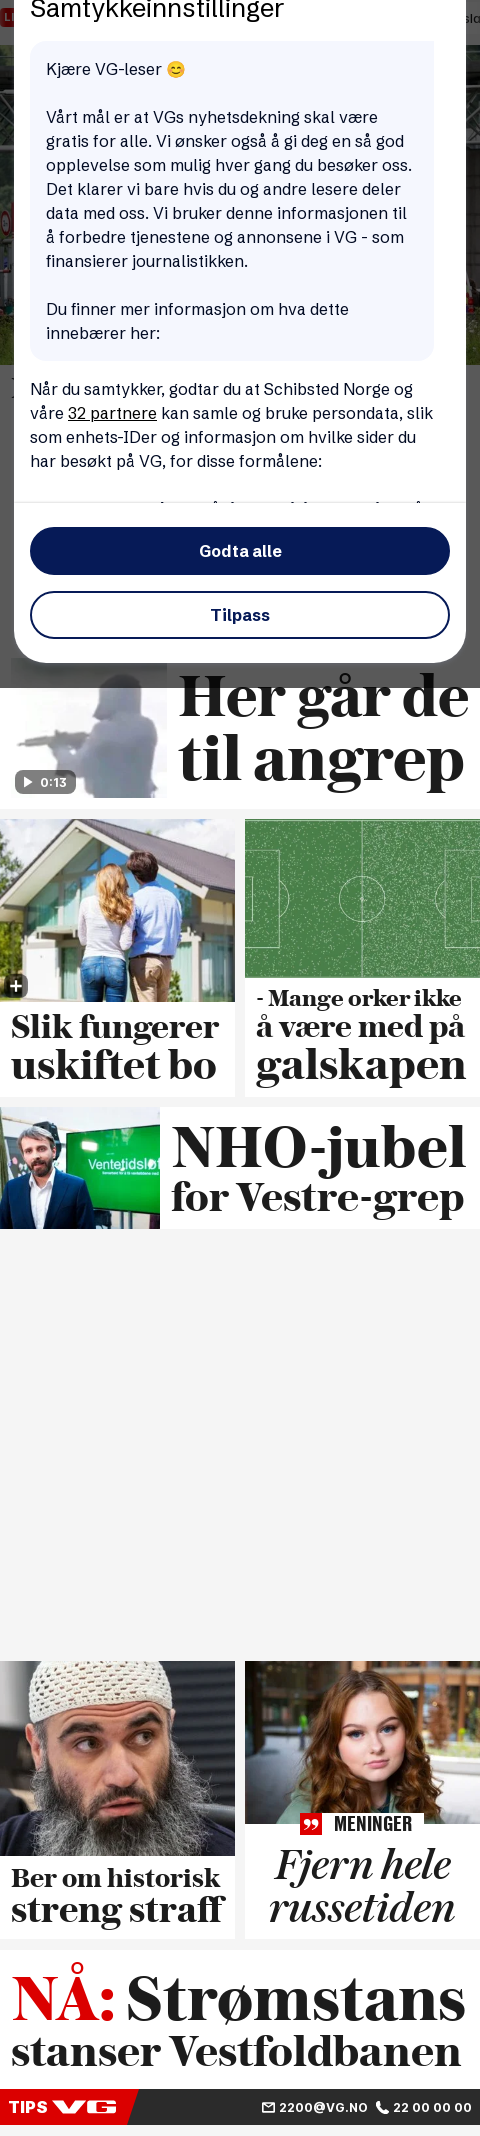 Samtykkeinnstillinger
Kjære VG-leser 😊
Vårt mål er at VGs nyhetsdekning skal være
gratis for alle. Vi ønsker også å gi deg en så god
opplevelse som mulig hver gang du besøker oss.
Det klarer vi bare hvis du og andre lesere deler
data med oss. Vi bruker denne informasjonen til
å forbedre tjenestene og annonsene i VG - som
finansierer journalistikken.
Du finner mer informasjon om hva dette
innebærer her:
Når du samtykker, godtar du at Schibsted Norge og
våre 32 partnere kan samle og bruke persondata, slik
som enhets-IDer og informasjon om hvilke sider du
har besøkt på VG, for disse formålene:
Godta alle
Tilpass
Her går de
til angrep
0:13
Slik fungerer
uskiftet bo
- Mange orker ikke
å være med på
galskapen
Ventetidsløf
NHO-jubel
for Vestre-grep
Ber om historisk
streng straff
MENINGER
Fjern hele
russetiden
NÅ: Strømstans
stanser Vestfoldbanen
TIPS VG
2200@VG.NO 22 00 00 00